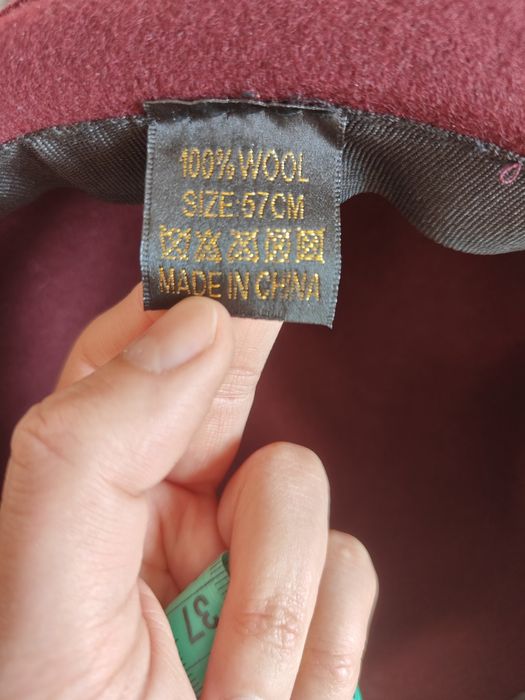 100% WOOL
SIZE:57CM
MADE IN CHINA
37